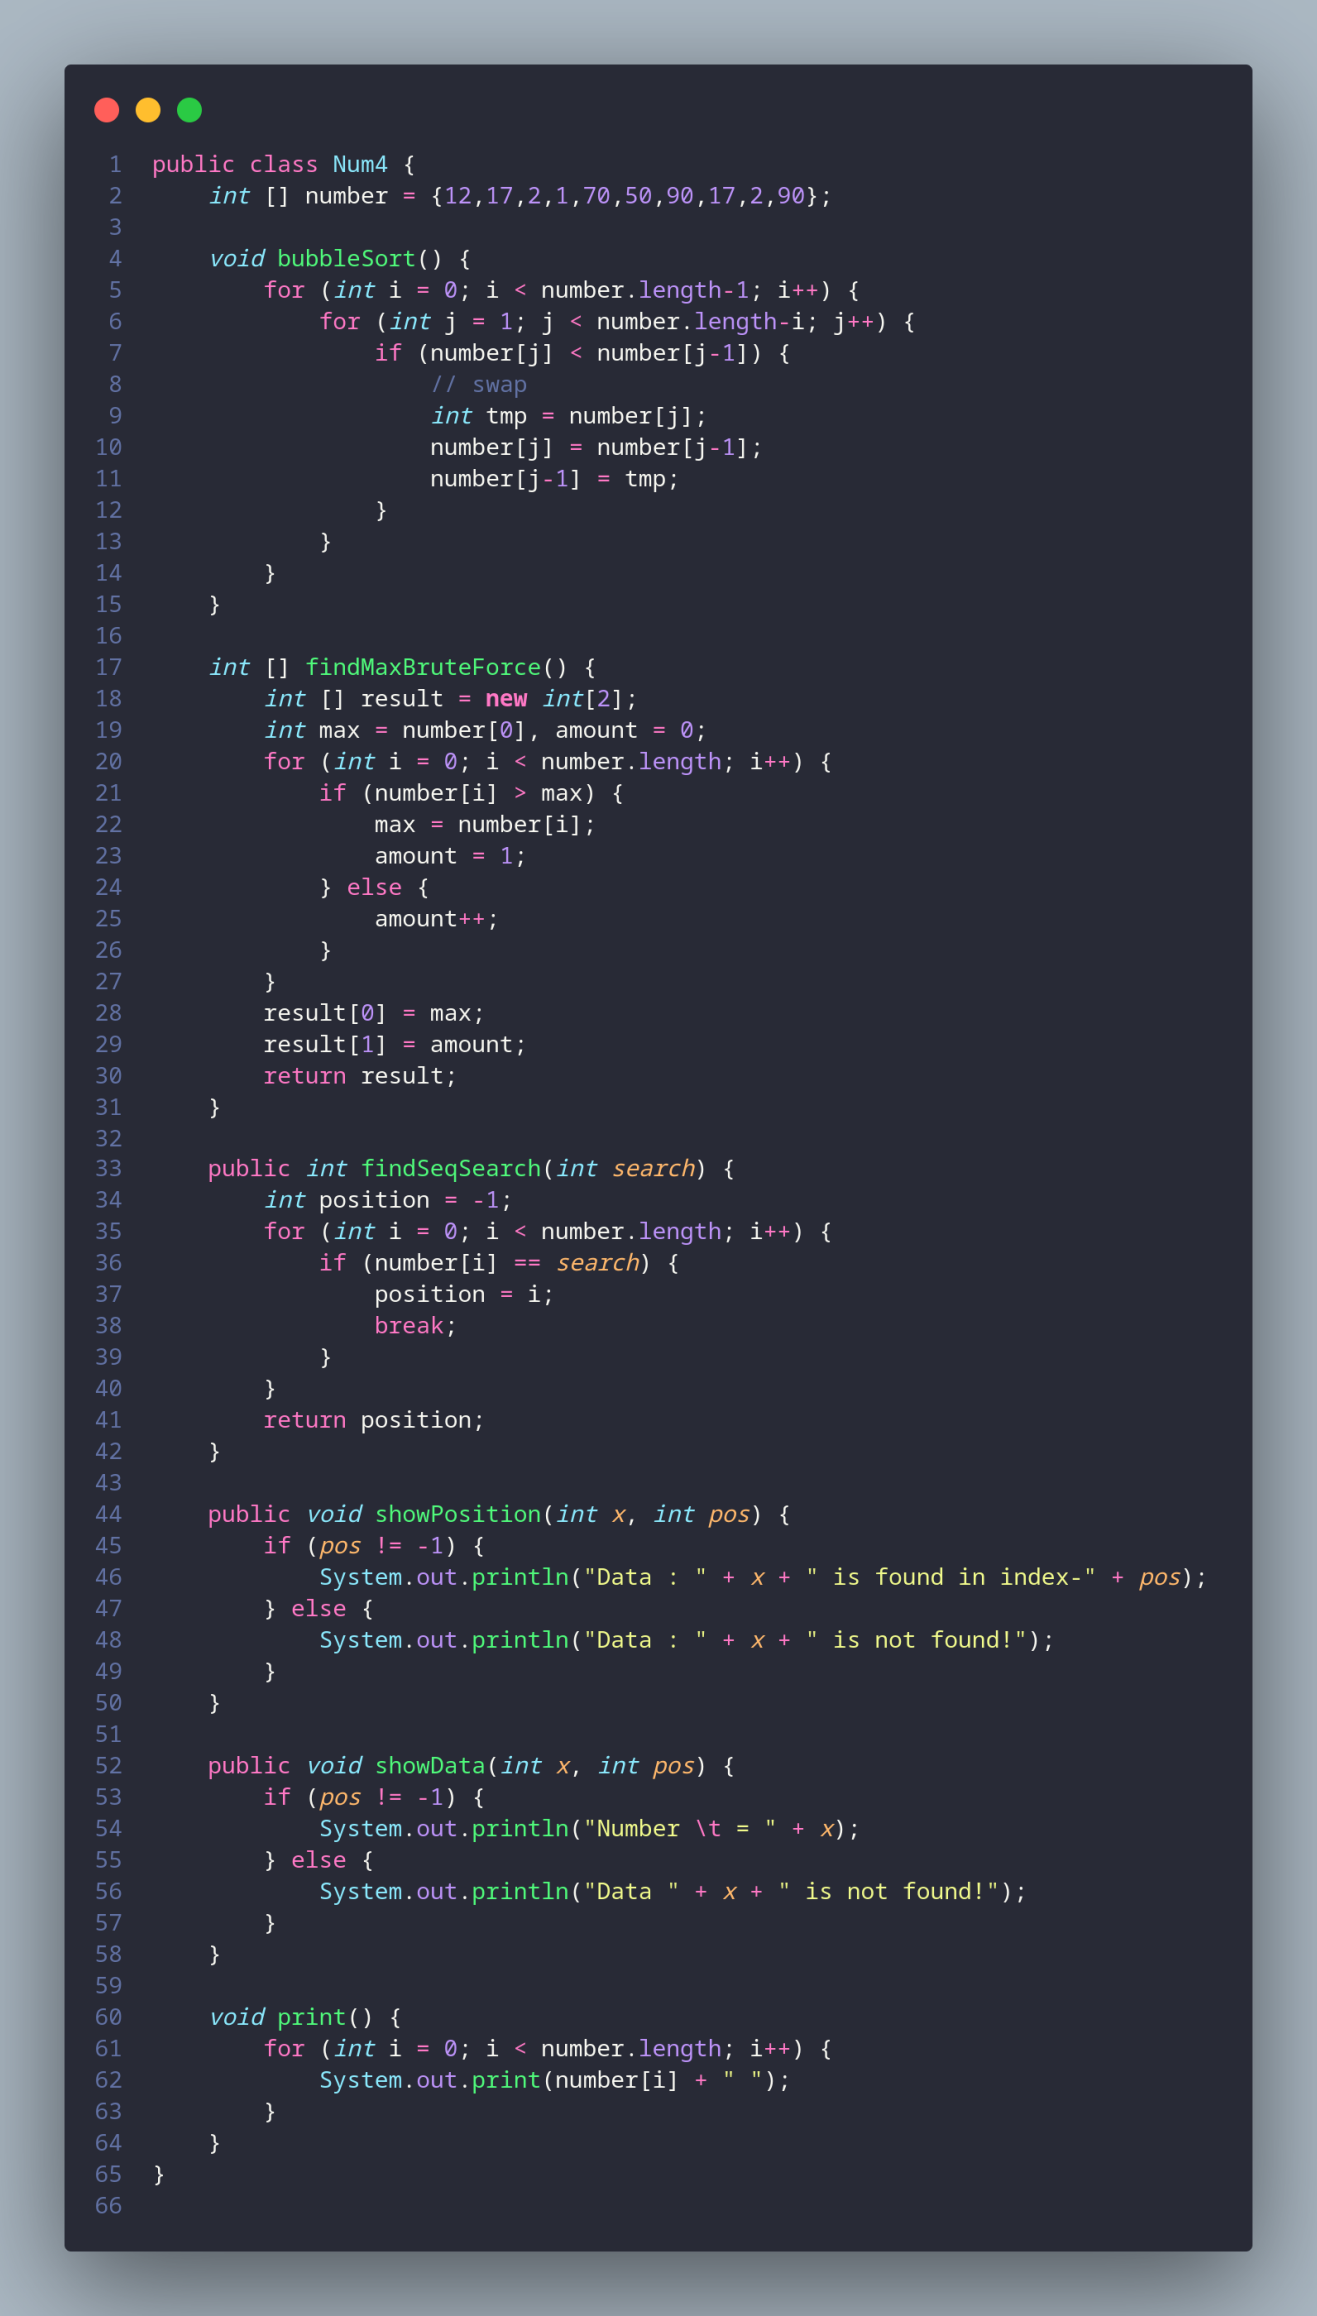 1 public class Num4 {
2     int [] number = {12,17,2,1,70,50,90,17,2,90};
3
4     void bubbleSort() {
5         for (int i = 0; i < number.length-1; i++) {
6             for (int j = 1; j < number.length-i; j++) {
7                 if (number[j] < number[j-1]) {
8                     // swap
9                     int tmp = number[j];
10                     number[j] = number[j-1];
11                     number[j-1] = tmp;
12                 }
13             }
14         }
15     }
16
17     int [] findMaxBruteForce() {
18         int [] result = new int[2];
19         int max = number[0], amount = 0;
20         for (int i = 0; i < number.length; i++) {
21             if (number[i] > max) {
22                 max = number[i];
23                 amount = 1;
24             } else {
25                 amount++;
26             }
27         }
28         result[0] = max;
29         result[1] = amount;
30         return result;
31     }
32
33     public int findSeqSearch(int search) {
34         int position = -1;
35         for (int i = 0; i < number.length; i++) {
36             if (number[i] == search) {
37                 position = i;
38                 break;
39             }
40         }
41         return position;
42     }
43
44     public void showPosition(int x, int pos) {
45         if (pos != -1) {
46             System.out.println("Data : " + x + " is found in index-" + pos);
47         } else {
48             System.out.println("Data : " + x + " is not found!");
49         }
50     }
51
52     public void showData(int x, int pos) {
53         if (pos != -1) {
54             System.out.println("Number \t = " + x);
55         } else {
56             System.out.println("Data " + x + " is not found!");
57         }
58     }
59
60     void print() {
61         for (int i = 0; i < number.length; i++) {
62             System.out.print(number[i] + " ");
63         }
64     }
65 }
66